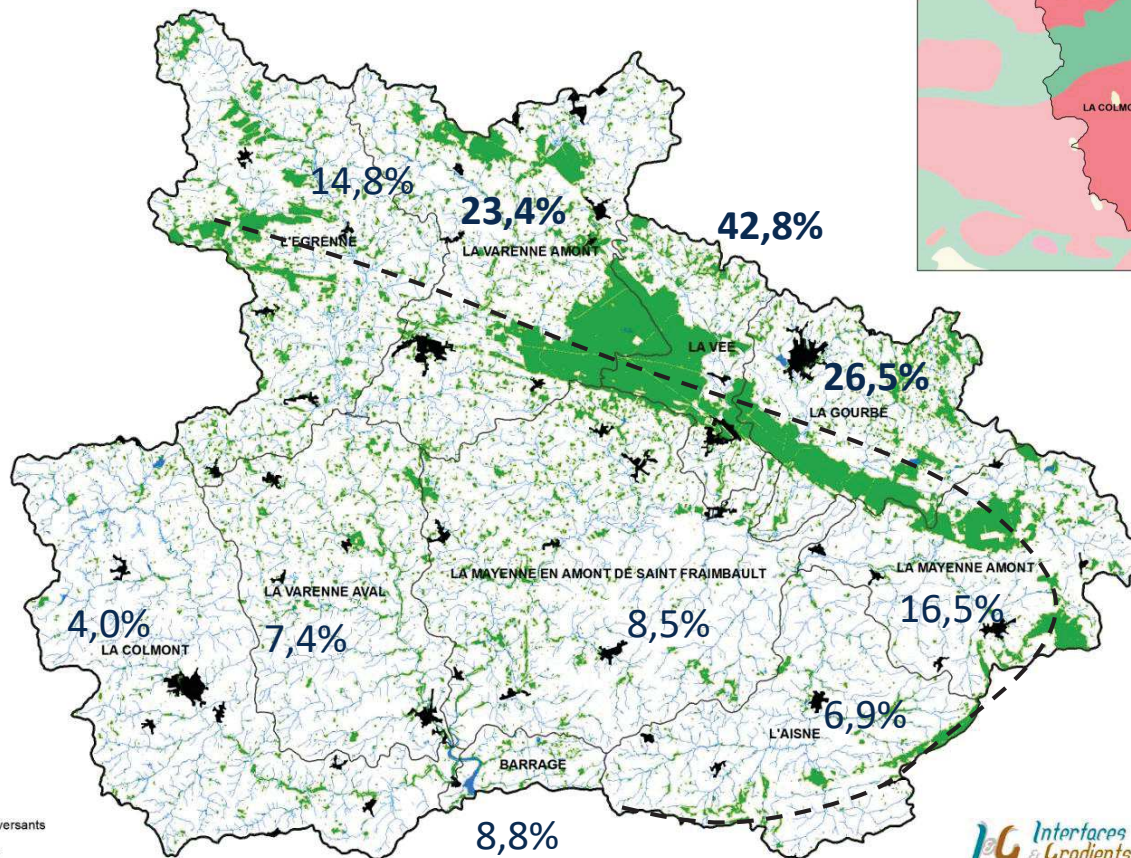 14,8%
L'EGRENNE
23,4%
LA VARENNE AMONT
42,8%
LA VEE
26,5%
LA GOURBE
LA COLMO
LA MAYENNE EN AMONT DE SAINT FRAIMBAULT
LA MAYENNE AMONT
16,5%
4,0%
LA COLMONT
LA VARENNE AVAL
7,4%
8,5%
6,9%
L'AISNE
BARRAGE
8,8%
versants
I&G Interfaces
& Gradients